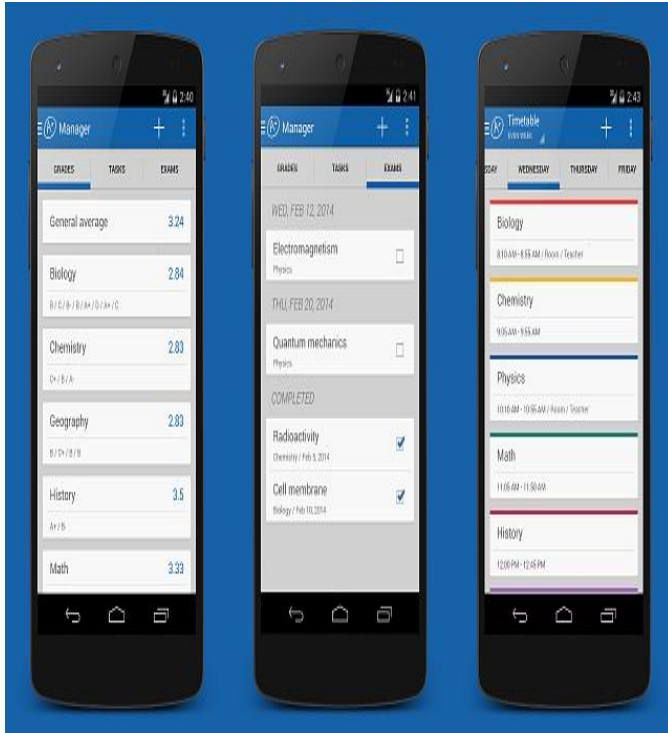 2:40
Manager
GRADES TASKS EXAMS
General average 3.24
Biology 2.84
Chemistry 2.83
C+ / B / A-
Geography 2.83
B / C+ / B / B
History 3.5
A+ / B-
Math 3.33
2:41
Manager
GRADES TASKS EXAMS
WED, FEB 12, 2014
Electromagnetism
Physics
THU, FEB 20, 2014
Quantum mechanics
Physics
COMPLETED
Radioactivity
Chemistry / Feb 5, 2014
Cell membrane
Biology / Feb 10, 2014
2:43
Timetable
EVEN WEEK
SDAY WEDNESDAY THURSDAY FRIDAY
Biology
8:10 AM - 8:55 AM / Room / Teacher
Chemistry
9:05 AM - 9:55 AM
Physics
10:10 AM - 10:55 AM / Room / Teacher
Math
11:05 AM - 11:50 AM
History
12:00 PM - 12:45 PM